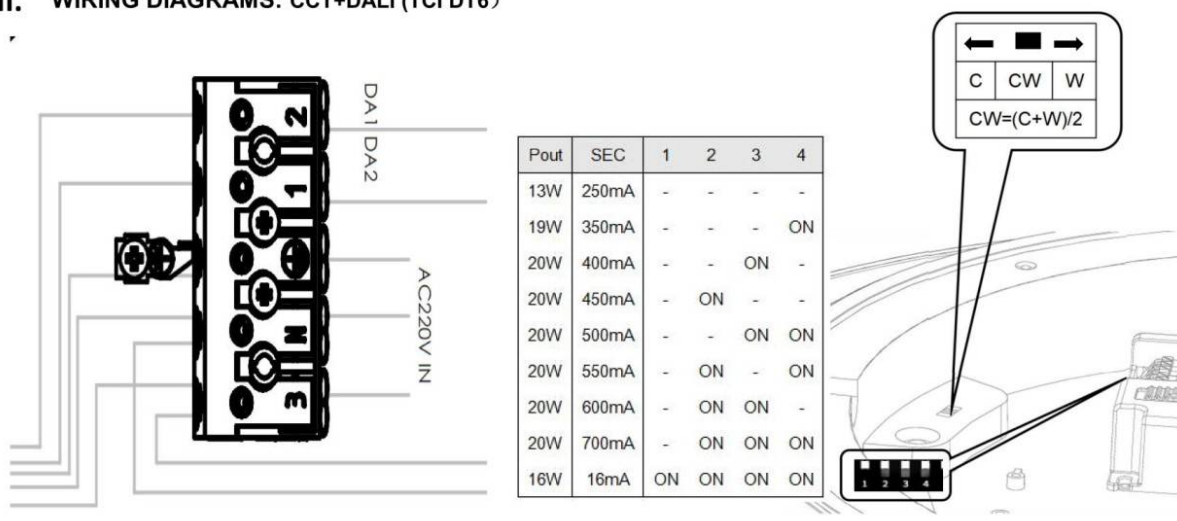 WIRING DIAGRAMS: CCT+DALI (TCI DT6）
2
1
N
3
DA1 DA2
AC220V IN
Pout SEC 1 2 3 4
13W 250mA - - - -
19W 350mA - - - ON
20W 400mA - - ON -
20W 450mA - ON - -
20W 500mA - - ON ON
20W 550mA - ON - ON
20W 600mA - ON ON -
20W 700mA - ON ON ON
16W 16mA ON ON ON ON
C CW W
CW=(C+W)/2
1 2 3 4